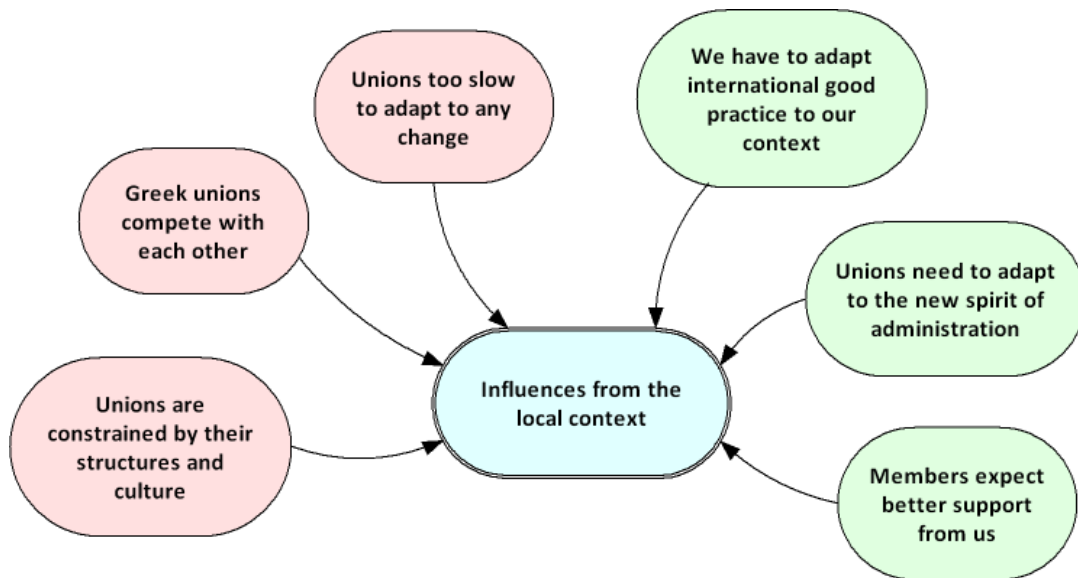 Unions too slow
to adapt to any
change
We have to adapt
international good
practice to our
context
Greek unions
compete with
each other
Unions need to adapt
to the new spirit of
administration
Influences from the
local context
Unions are
constrained by their
structures and
culture
Members expect
better support
from us